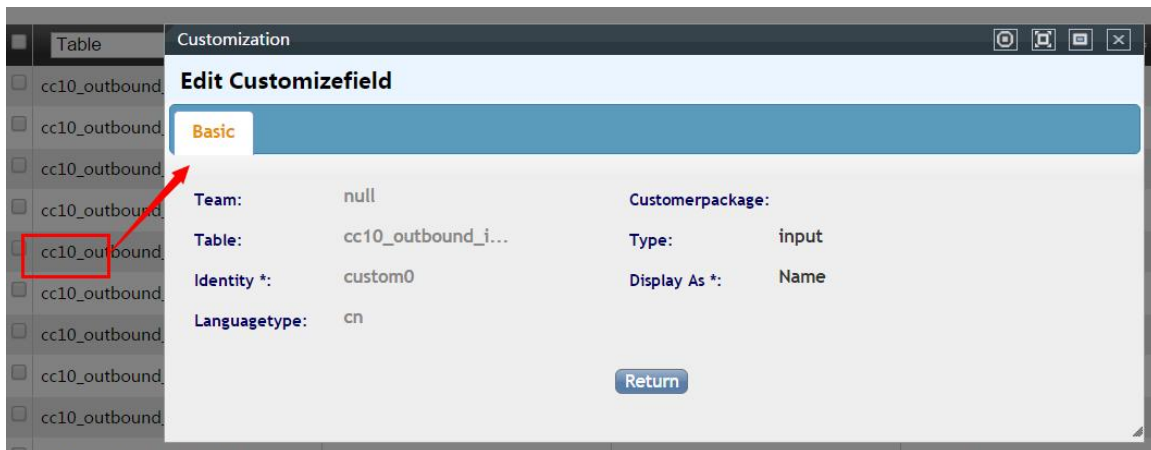 Table
Customization
Edit Customizefield
cc10_outbound_
cc10_outbound_
Basic
cc10_outbound_
cc10_outbound_
Team: null Customerpackage:
cc10_outbound_
Table: cc10_outbound_i... Type: input
cc10_outbound_
Identity *: custom0 Display As *: Name
cc10_outbound_
Languagetype: cn
cc10_outbound_
Return
cc10_outbound_